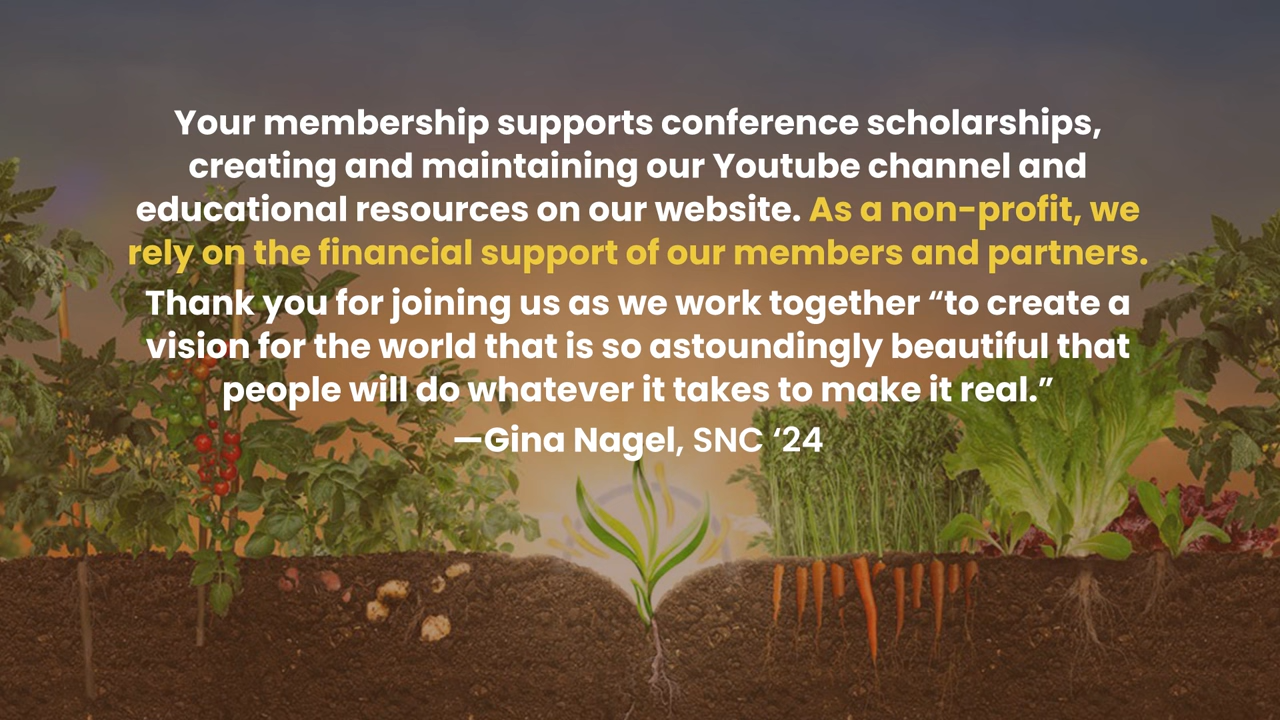 Your membership supports conference scholarships,
creating and maintaining our Youtube channel and
educational resources on our website. As a non-profit, we
rely on the financial support of our members and partners.
Thank you for joining us as we work together “to create a
vision for the world that is so astoundingly beautiful that
people will do whatever it takes to make it real.”
—Gina Nagel, SNC ‘24